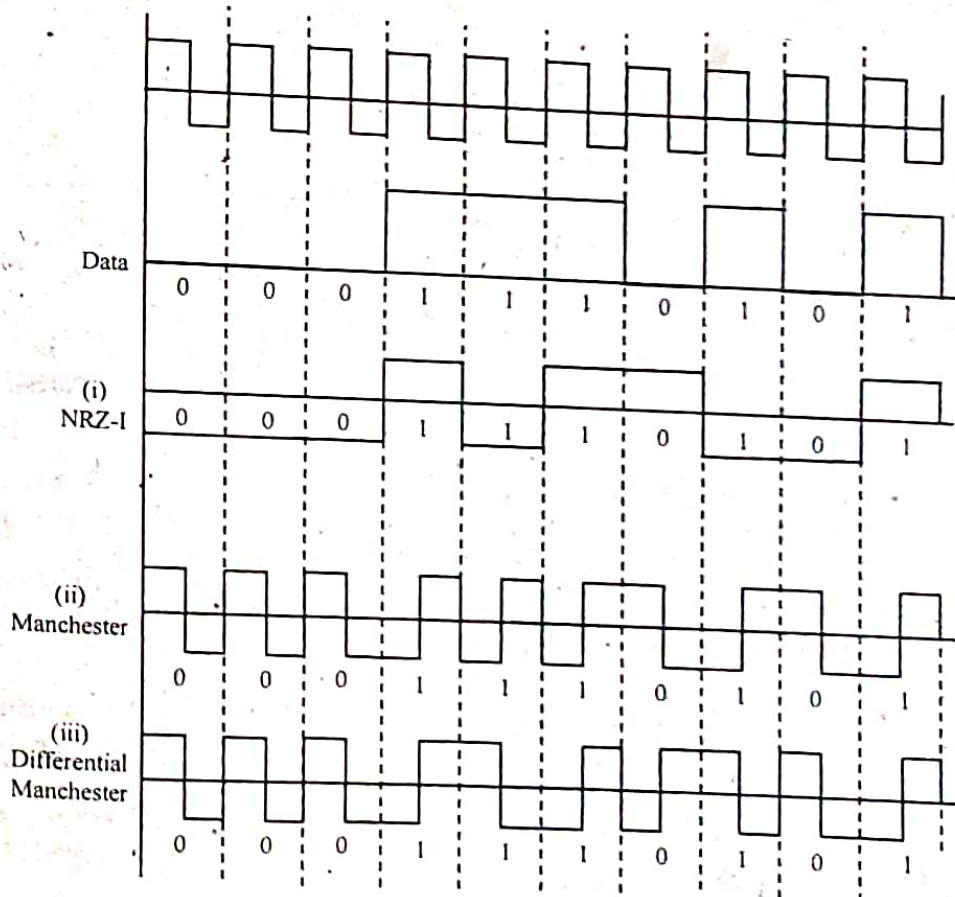 Data
0 0 0 1 1 1 0 1 0 1
(i)
NRZ-I
0 0 0 1 1 1 0 1 0 1
(ii)
Manchester
0 0 0 1 1 1 0 1 0 1
(iii)
Differential
Manchester
0 0 0 1 1 1 0 1 0 1